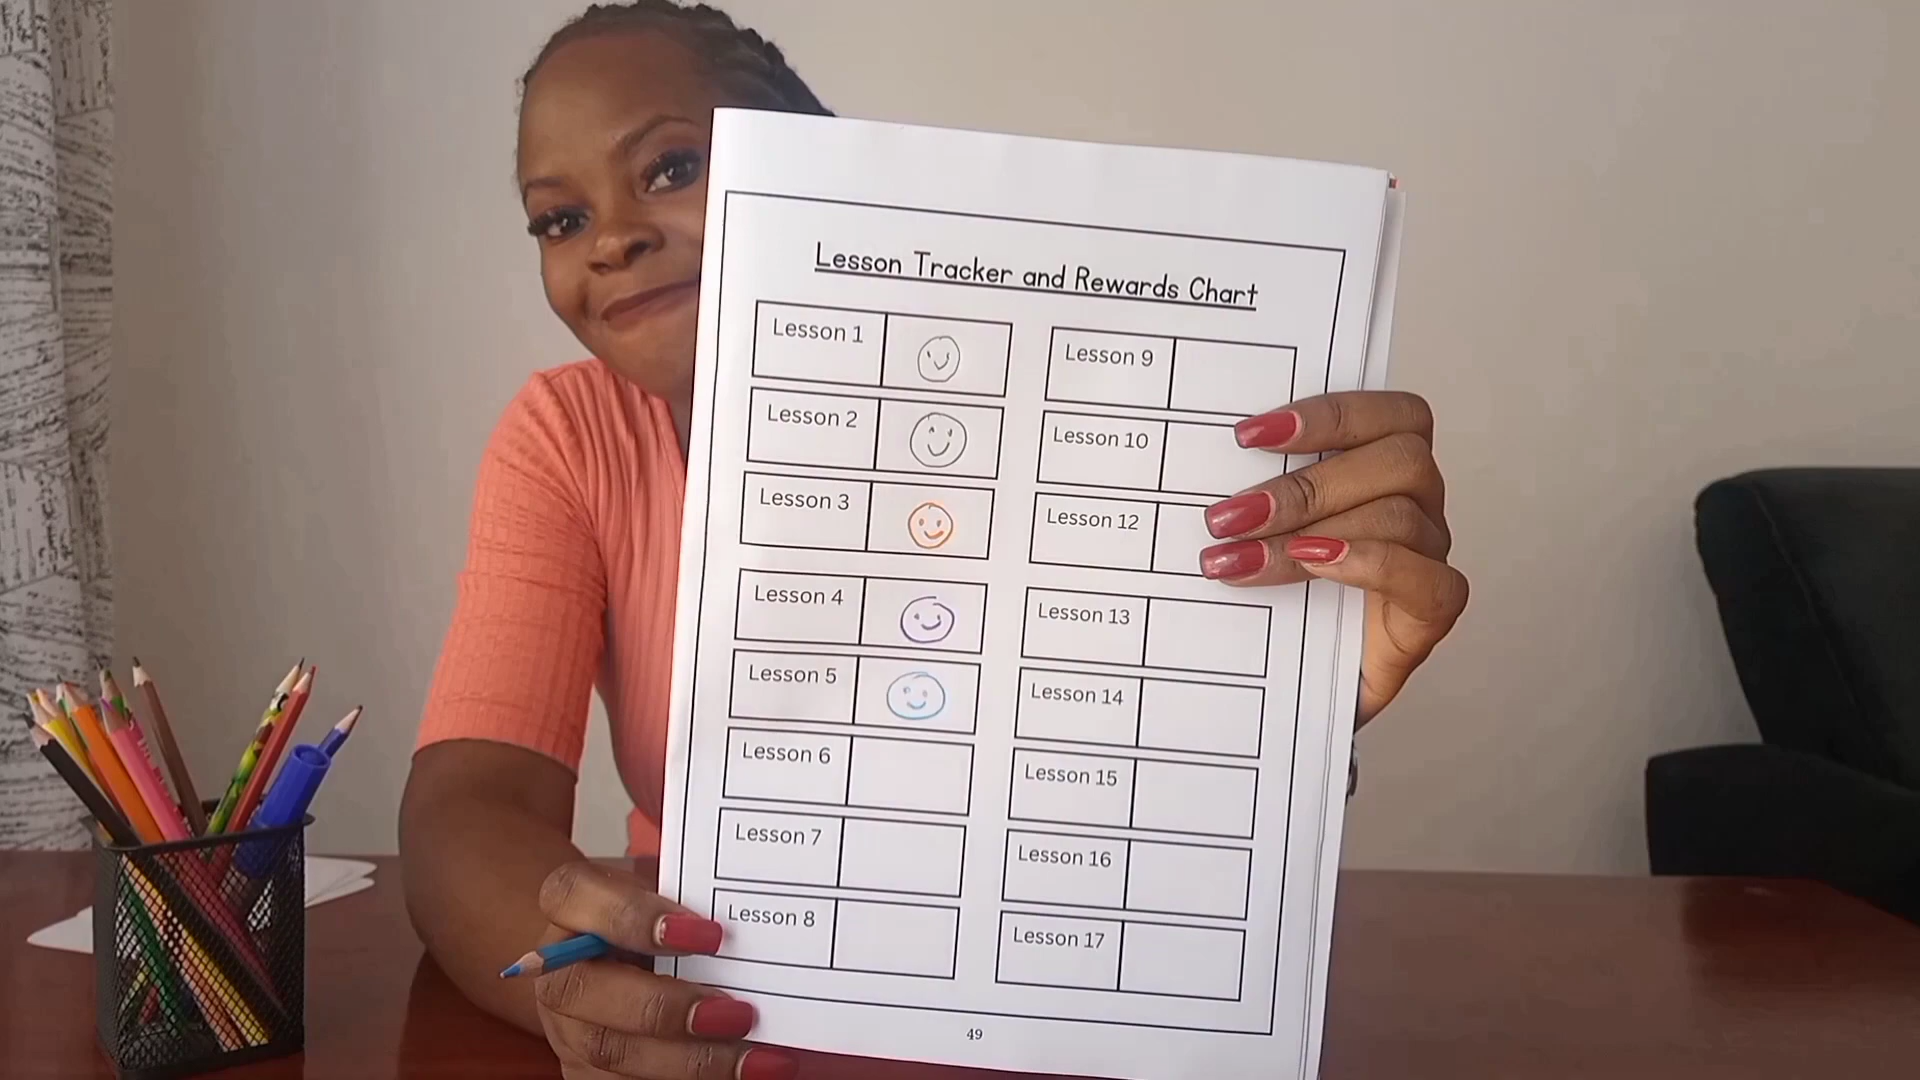 Lesson Tracker and Rewards Chart
Lesson 1
Lesson 2
Lesson 3
Lesson 4
Lesson 5
Lesson 6
Lesson 7
Lesson 8
Lesson 9
Lesson 10
Lesson 12
Lesson 13
Lesson 14
Lesson 15
Lesson 16
Lesson 17
49